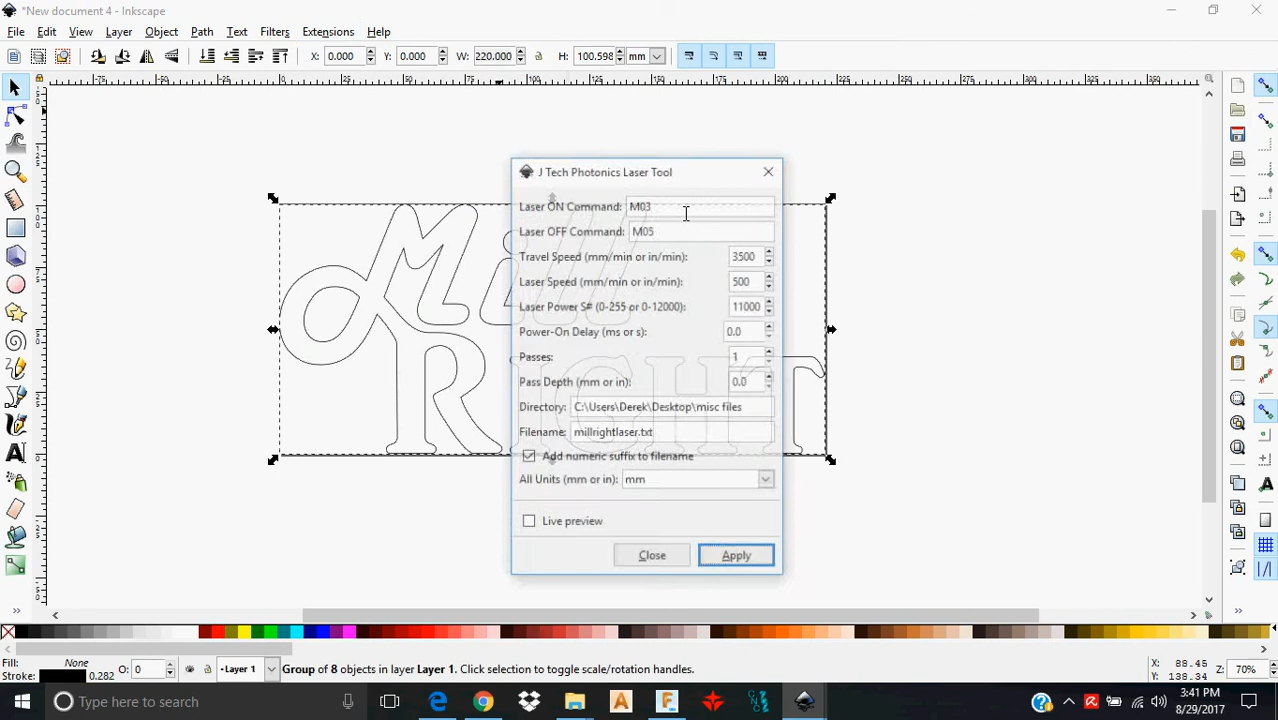 *New document 4 - Inkscape
File Edit View Layer Object Path Text Filters Extensions Help
X: 0.000 Y: 0.000 W: 220.000 H: 100.598 mm
J Tech Photonics Laser Tool
Laser ON Command: M03
Laser OFF Command: M05
Travel Speed (mm/min or in/min): 3500
Laser Speed (mm/min or in/min): 500
Laser Power S# (0-255 or 0-12000): 11000
Power-On Delay (ms or s): 0.0
Passes: 1
Pass Depth (mm or in): 0.0
Directory: C:\Users\Derek\Desktop\misc files
Filename: millrightlaser.txt
Add numeric suffix to filename
All Units (mm or in): mm
Live preview
Close Apply
Mill
RIGHT
Fill: None
Stroke: 0.282 O: 0 Layer 1 Group of 8 objects in layer Layer 1. Click selection to toggle scale/rotation handles. X: 88.45 Y: 138.34 Z: 70%
Type here to search
3:41 PM
8/29/2017